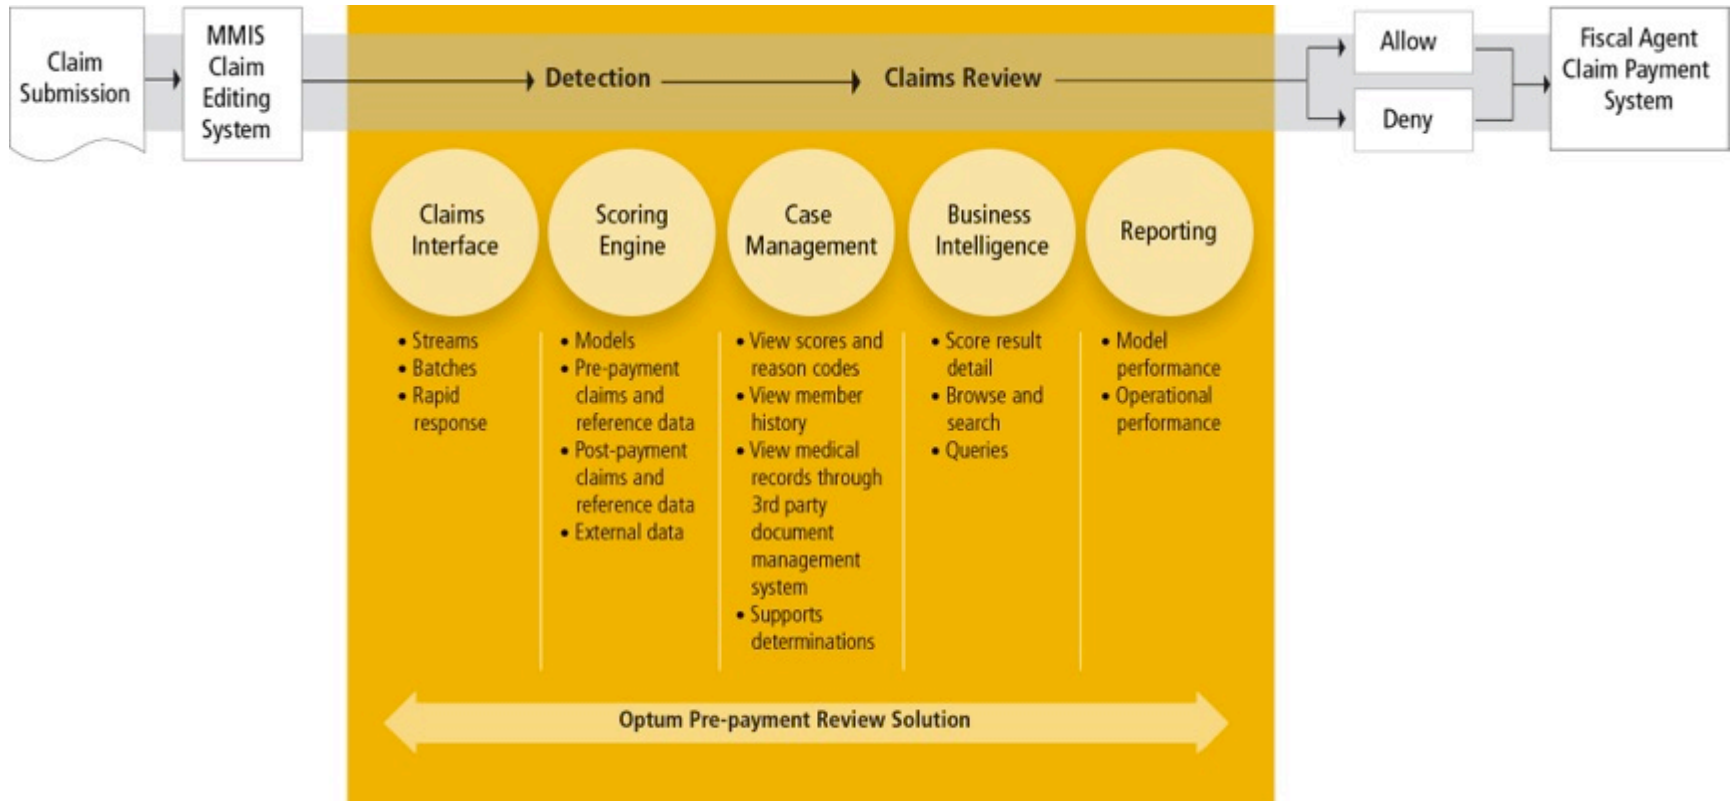 Claim
Submission
MMIS
Claim
Editing
System
Detection
Claims Review
Allow
Deny
Fiscal Agent
Claim Payment
System
Claims
Interface
Scoring
Engine
Case
Management
Business
Intelligence
Reporting
• Streams
• Batches
• Rapid
response
• Models
• Pre-payment
claims and
reference data
• Post-payment
claims and
reference data
• External data
• View scores and
reason codes
• View member
history
• View medical
records through
3rd party
document
management
system
• Supports
determinations
• Score result
detail
• Browse and
search
• Queries
• Model
performance
• Operational
performance
Optum Pre-payment Review Solution